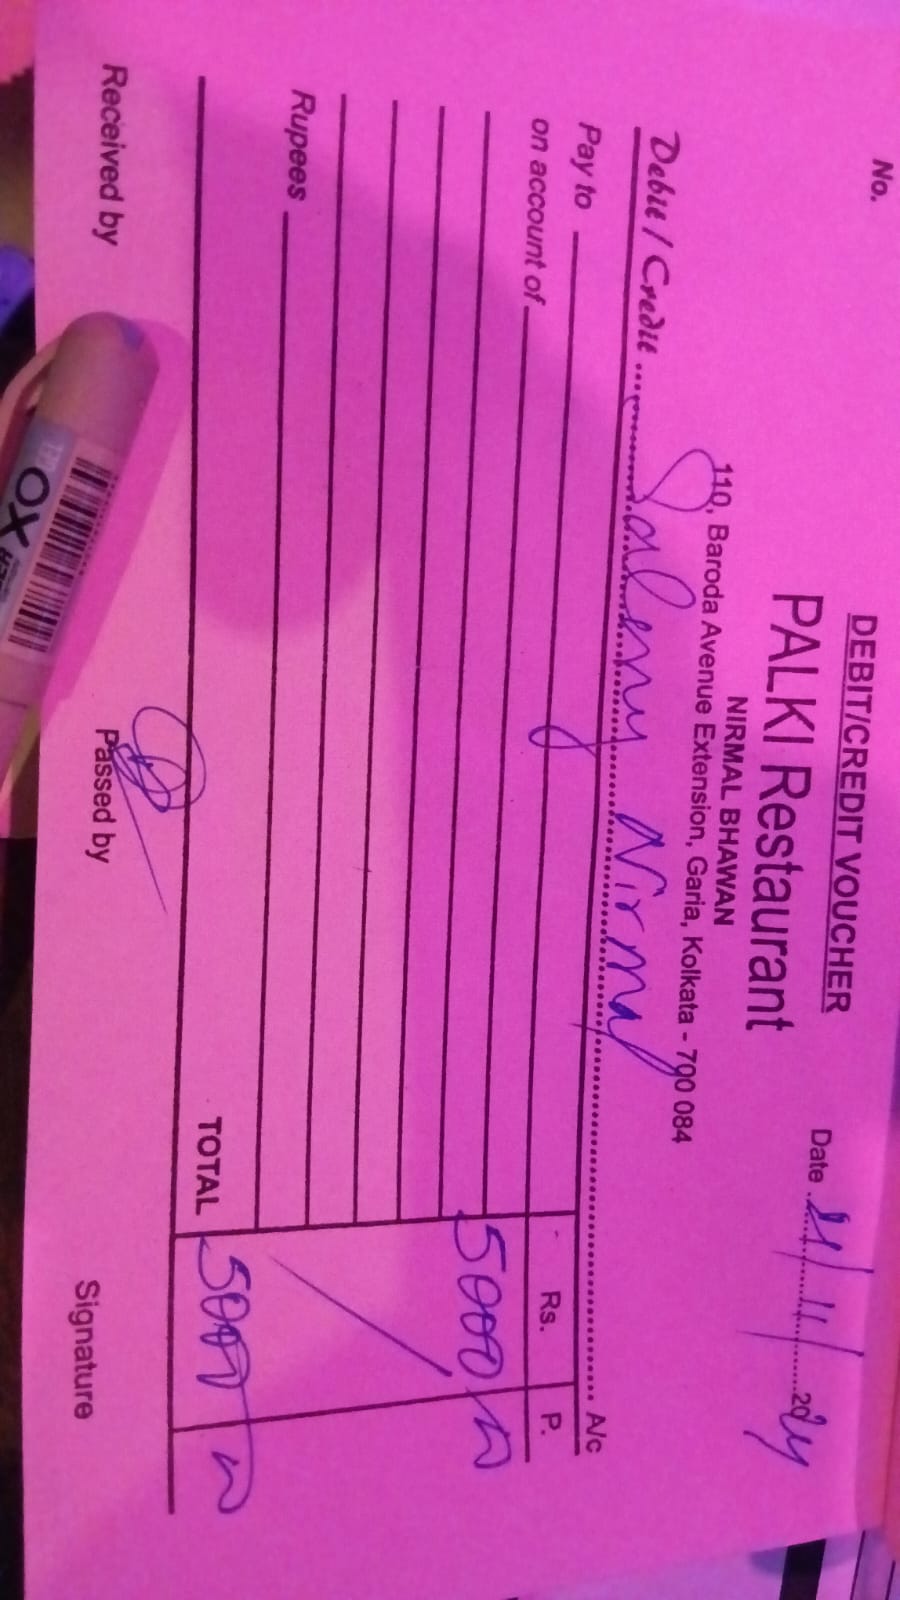 DEBIT/CREDIT VOUCHER
No.
PALKI Restaurant
Date 21/11/2024
NIRMAL BHAWAN
110, Baroda Avenue Extension, Garia, Kolkata - 700 084
Debit / Credit Salary Nirmal A/c
Pay to
Rs. P.
on account of
5000
Rupees
TOTAL 5000
Received by
Passed by
Signature
OX